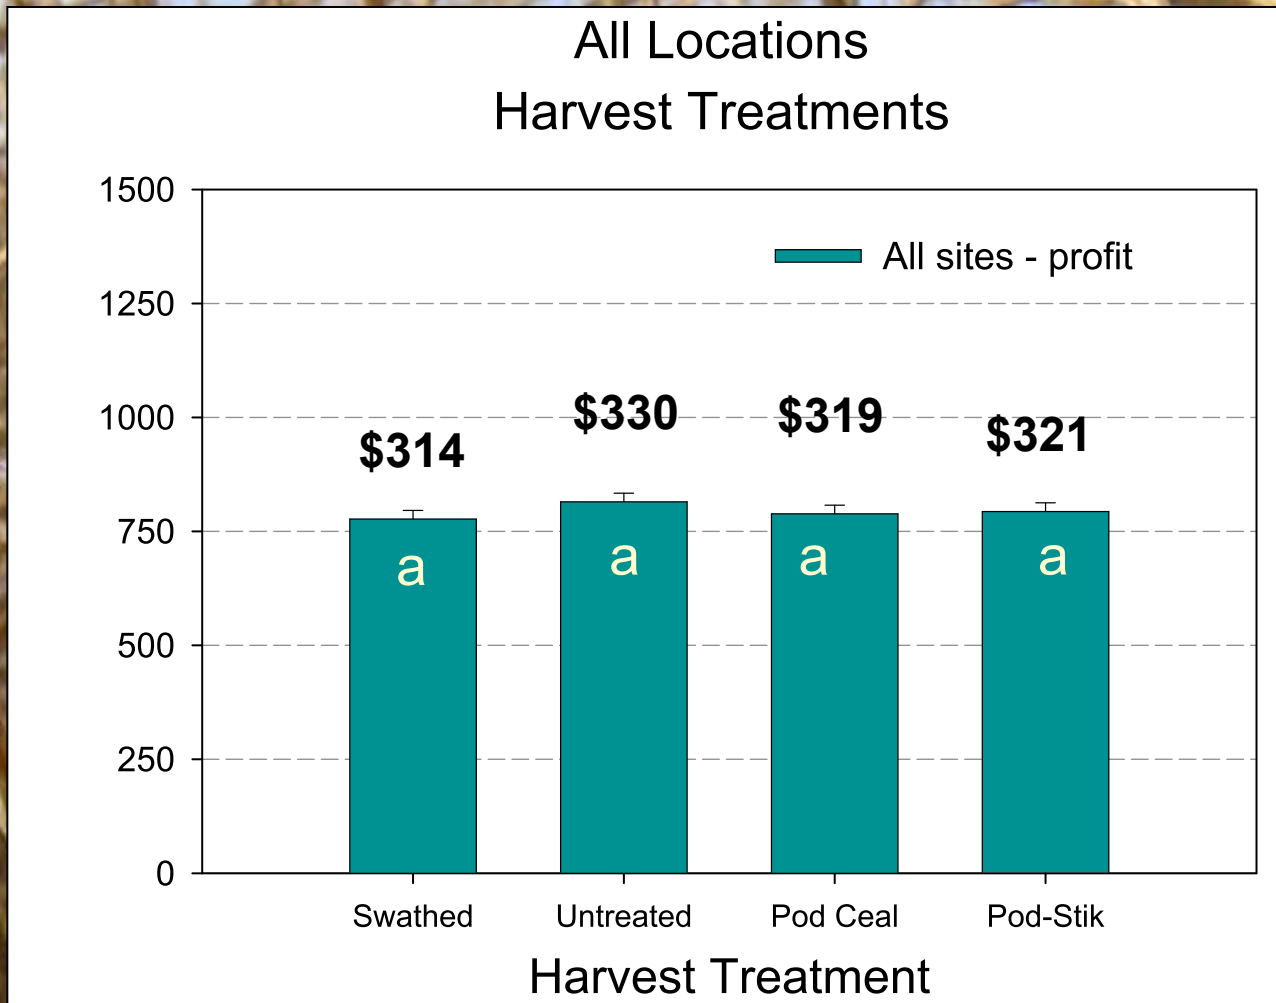 All Locations
Harvest Treatments
1500
All sites - profit
1250
1000
$314
$330
$319
$321
750
a
a
a
a
500
250
0
Swathed
Untreated
Pod Ceal
Pod-Stik
Harvest Treatment